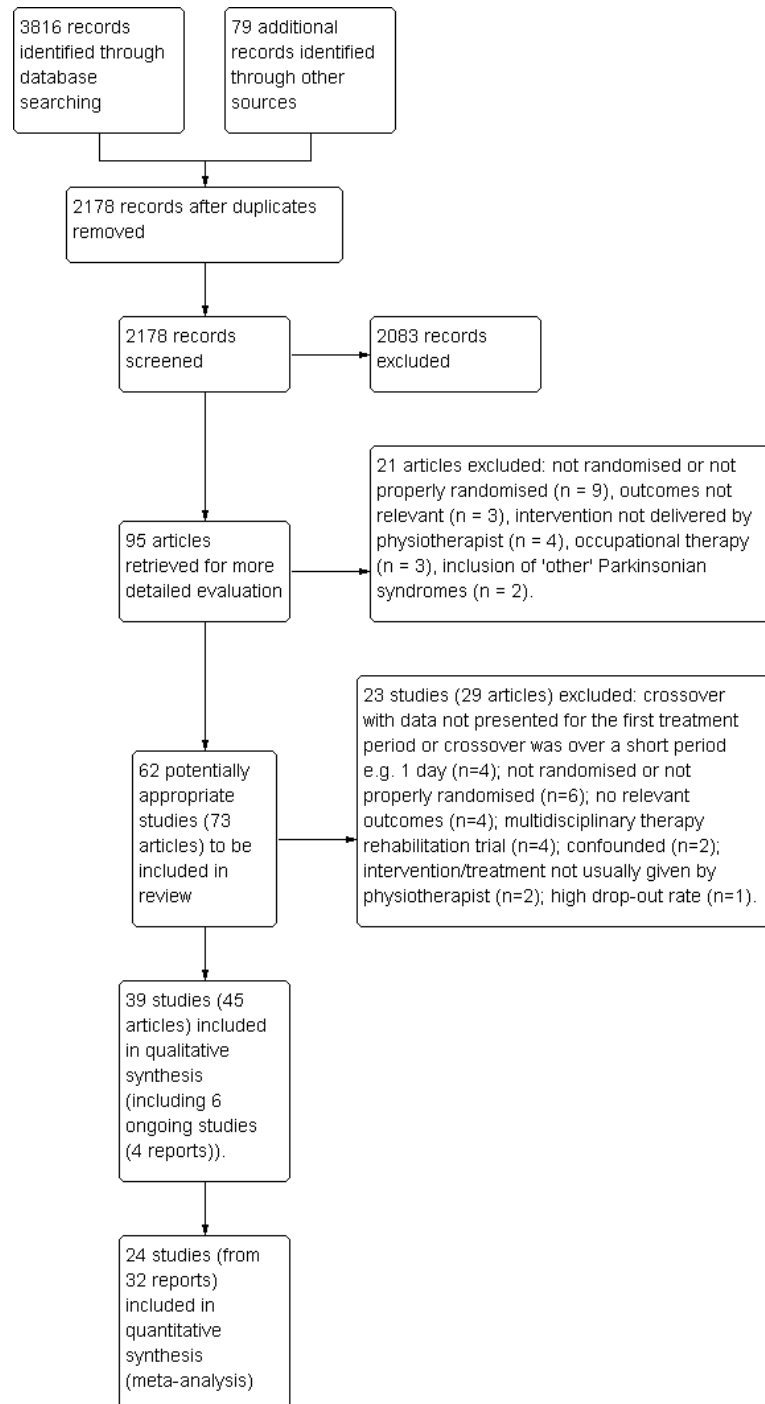 3816 records
identified through
database
searching
79 additional
records identified
through other
sources
2178 records after duplicates
removed
2178 records
screened
2083 records
excluded
95 articles
retrieved for more
detailed evaluation
21 articles excluded: not randomised or not
properly randomised (n = 9), outcomes not
relevant (n = 3), intervention not delivered by
physiotherapist (n = 4), occupational therapy
(n = 3), inclusion of 'other' Parkinsonian
syndromes (n = 2).
62 potentially
appropriate
studies (73
articles) to be
included in
review
23 studies (29 articles) excluded: crossover
with data not presented for the first treatment
period or crossover was over a short period
e.g. 1 day (n=4); not randomised or not
properly randomised (n=6); no relevant
outcomes (n=4); multidisciplinary therapy
rehabilitation trial (n=4); confounded (n=2);
intervention/treatment not usually given by
physiotherapist (n=2); high drop-out rate (n=1).
39 studies (45
articles) included
in qualitative
synthesis
(including 6
ongoing studies
(4 reports)).
24 studies (from
32 reports)
included in
quantitative
synthesis
(meta-analysis)